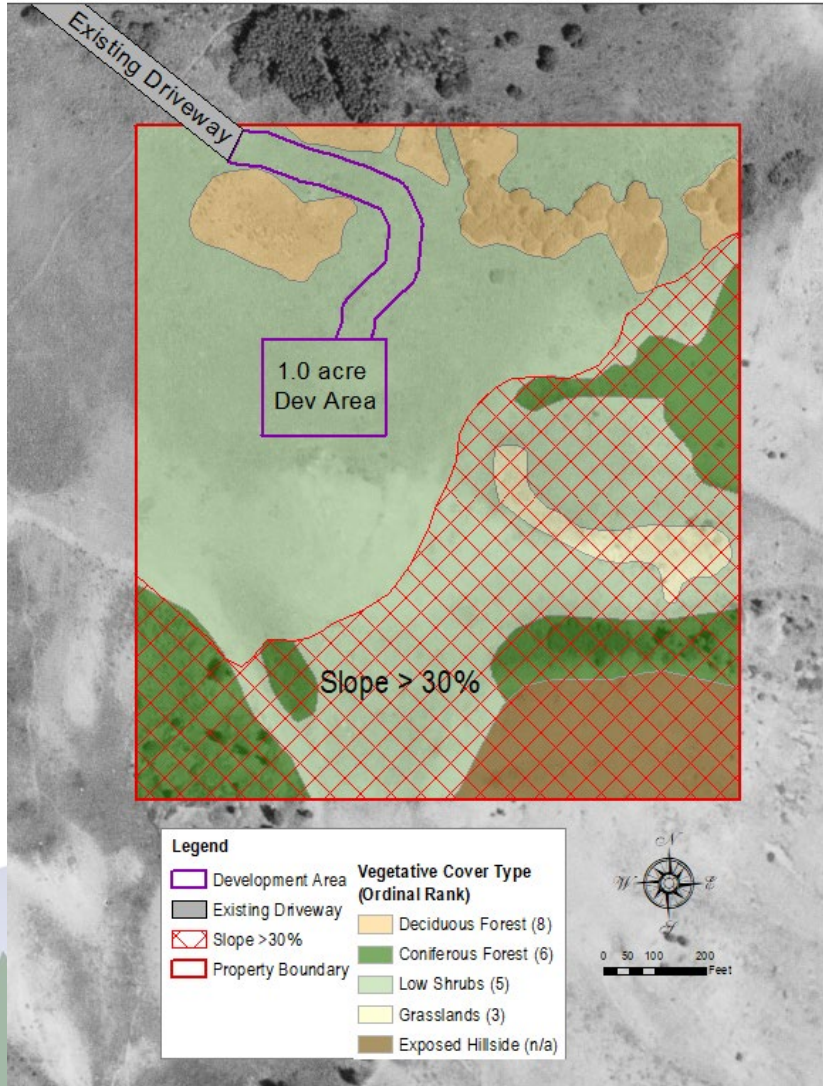 Existing Driveway
1.0 acre
Dev Area
Slope > 30%
Legend
Development Area
Existing Driveway
Slope >30%
Property Boundary
Vegetative Cover Type
(Ordinal Rank)
Deciduous Forest (8)
Coniferous Forest (6)
Low Shrubs (5)
Grasslands (3)
Exposed Hillside (n/a)
N
W E
S
0 50 100 200
Feet